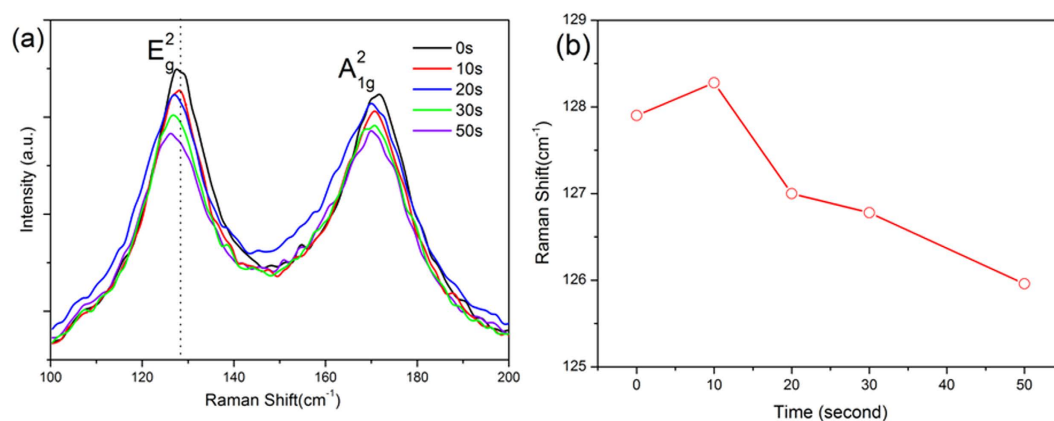 (a)
E²g
A²1g
0s
10s
20s
30s
50s
Intensity (a.u.)
100 120 140 160 180 200
Raman Shift(cm⁻¹)
(b)
129
128
127
126
125
Raman Shift(cm⁻¹)
0 10 20 30 40 50
Time (second)